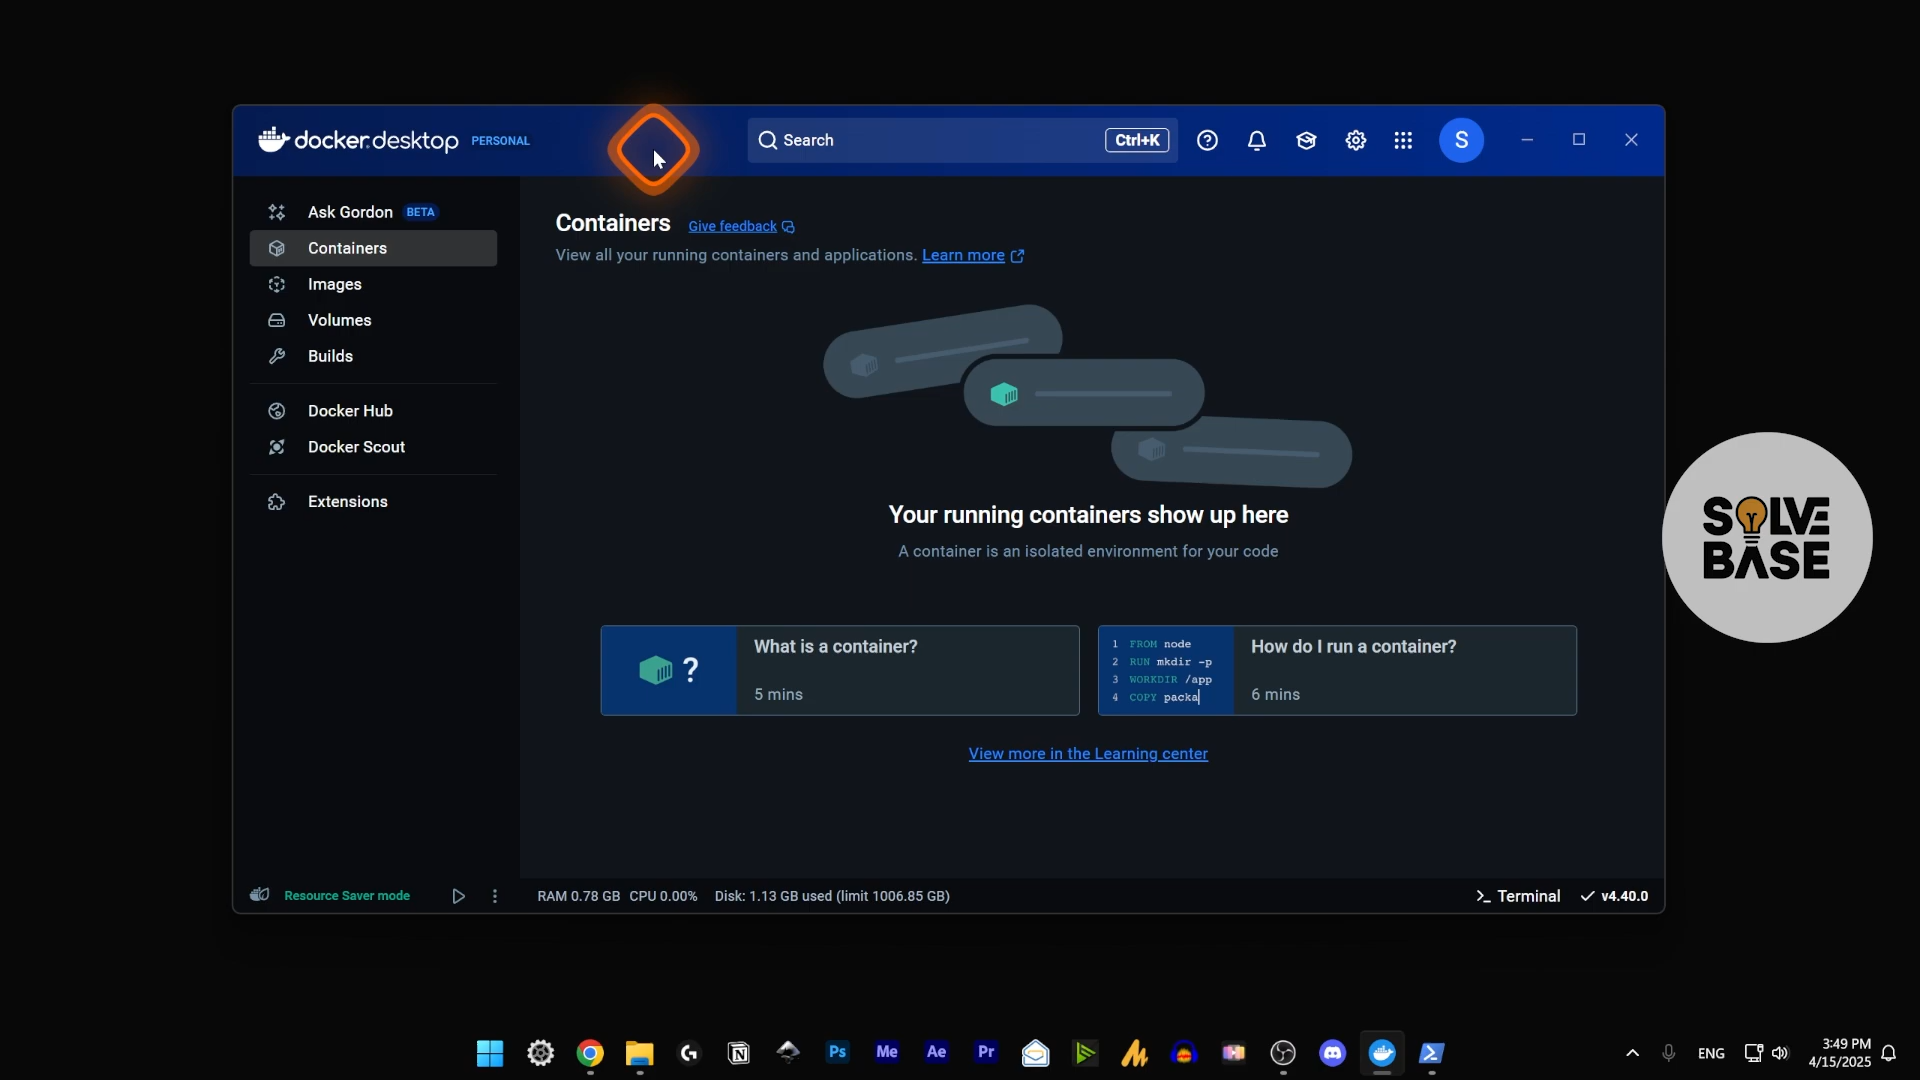 docker.desktop PERSONAL
Search Ctrl+K
S
Ask Gordon BETA
Containers
Images
Volumes
Builds
Docker Hub
Docker Scout
Extensions
Containers Give feedback
View all your running containers and applications. Learn more
Your running containers show up here
A container is an isolated environment for your code
?
What is a container?
5 mins
1 FROM node
2 RUN mkdir -p
3 WORKDIR /app
4 COPY packa
How do I run a container?
6 mins
View more in the Learning center
SOLVE
BASE
Resource Saver mode
RAM 0.78 GB CPU 0.00% Disk: 1.13 GB used (limit 1006.85 GB)
Terminal v4.40.0
Ps Me Ae Pr
ENG
3:49 PM
4/15/2025